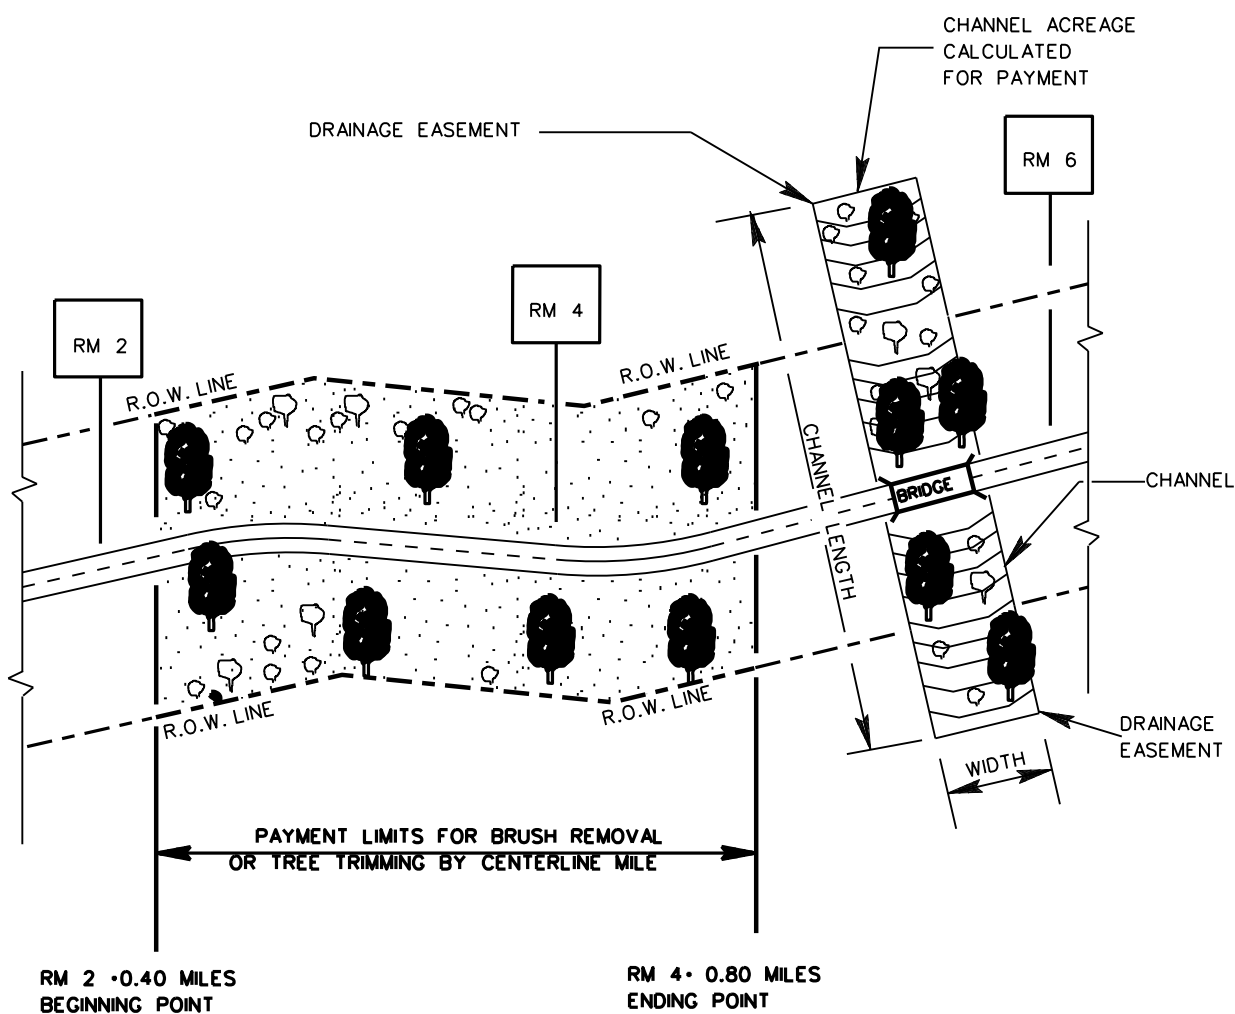 CHANNEL ACREAGE
CALCULATED
FOR PAYMENT
DRAINAGE EASEMENT
RM 6
RM 4
RM 2
R.O.W. LINE
R.O.W. LINE
CHANNEL LENGTH
BRIDGE
CHANNEL
R.O.W. LINE
R.O.W. LINE
DRAINAGE
EASEMENT
WIDTH
PAYMENT LIMITS FOR BRUSH REMOVAL
OR TREE TRIMMING BY CENTERLINE MILE
RM 2 •0.40 MILES
BEGINNING POINT
RM 4• 0.80 MILES
ENDING POINT